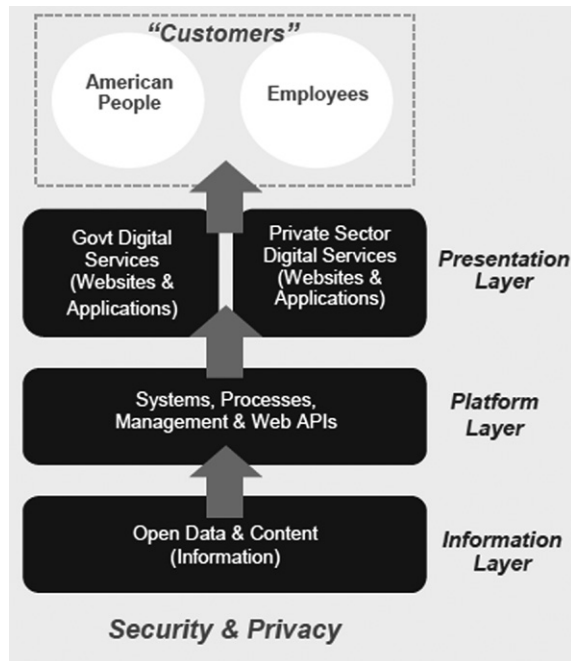 “Customers”
American
People
Employees
Govt Digital
Services
(Websites &
Applications)
Private Sector
Digital Services
(Websites &
Applications)
Presentation
Layer
Systems, Processes,
Management & Web APIs
Platform
Layer
Open Data & Content
(Information)
Information
Layer
Security & Privacy